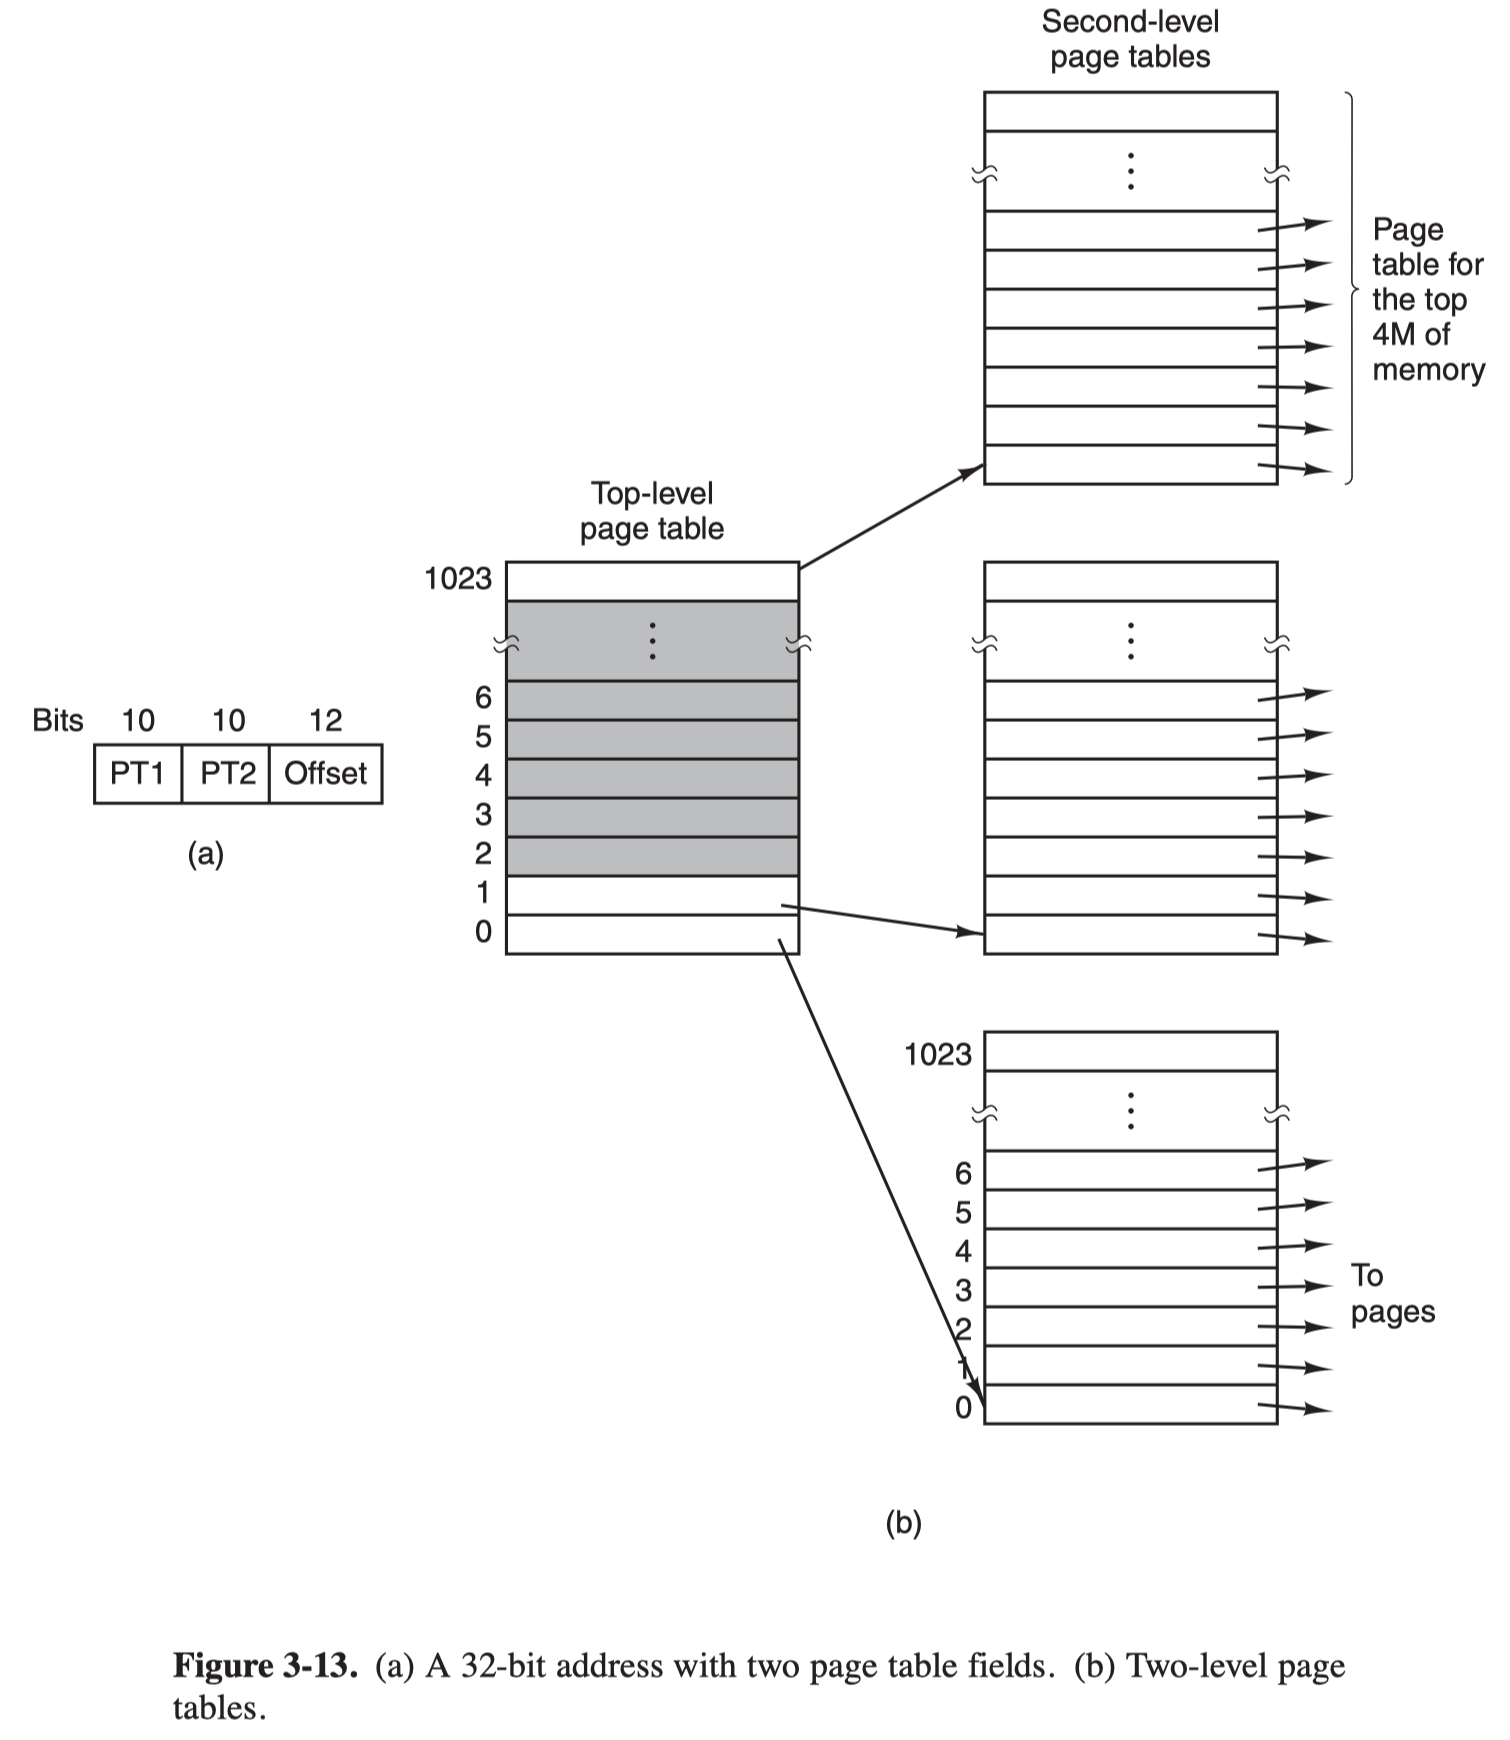 Second-level
page tables
Page
table for
the top
4M of
memory
Top-level
page table
1023
6
5
4
3
2
1
0
Bits 10 10 12
PT1 PT2 Offset
(a)
1023
6
5
4
3
2
1
0
To
pages
(b)
Figure 3-13. (a) A 32-bit address with two page table fields. (b) Two-level page
tables.